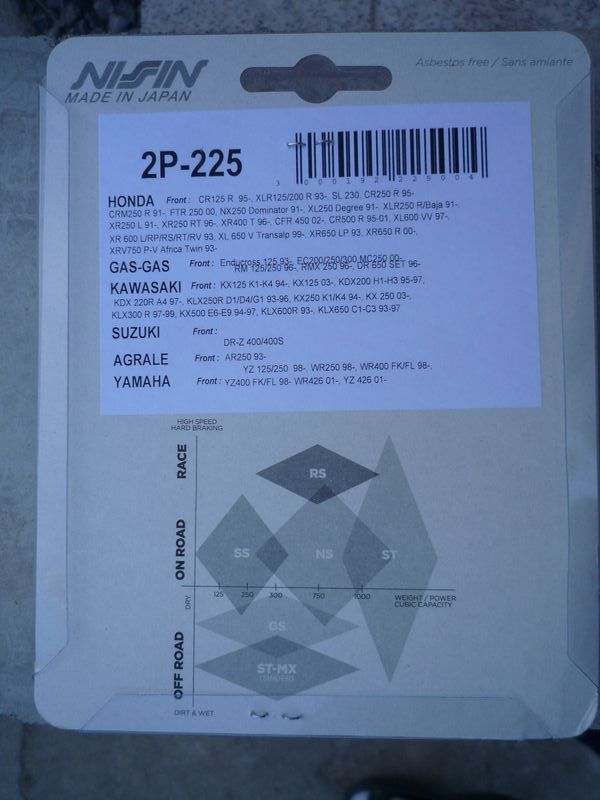 NISSIN
MADE IN JAPAN
Asbestos free / Sans amiante
2P-225
3 000192 225004
HONDA Front : CR125 R 95-, XLR125/200 R 93-, SL 230, CR250 R 95-
CRM250 R 91-, FTR 250 00, NX250 Dominator 91-, XL250 Degree 91-, XLR250 R/Baja 91-,
XR250 L 91-, XR250 RT 96-, XR400 T 96-, CFR 450 02-, CR500 R 95-01, XL600 VV 97-,
XR 600 L/RP/RS/RT/RV 93, XL 650 V Transalp 99-, XR650 LP 93, XR650 R 00-,
XRV750 P-V Africa Twin 93-
GAS-GAS Front : Enducross 125 93-, EC200/250/300 MC250 00-
RM 125/250 96-, RMX 250 96-, DR 650 SET 96-
KAWASAKI Front : KX125 K1-K4 94-, KX125 03-, KDX200 H1-H3 95-97,
KDX 220R A4 97-, KLX250R D1/D4/G1 93-96, KX250 K1/K4 94-, KX 250 03-,
KLX300 R 97-99, KX500 E6-E9 94-97, KLX600R 93-, KLX650 C1-C3 93-97
SUZUKI Front :
DR-Z 400/400S
AGRALE Front : AR250 93-
YZ 125/250 98-, WR250 98-, WR400 FK/FL 98-,
YAMAHA Front : YZ400 FK/FL 98- WR426 01-, YZ 426 01-
HIGH SPEED
HARD BRAKING
RACE
RS
ON ROAD
SS
NS
ST
125 250 300 750 1000
WEIGHT / POWER
CUBIC CAPACITY
DRY
GS
OFF ROAD
ST-MX
(SINDER)
DIRT & WET